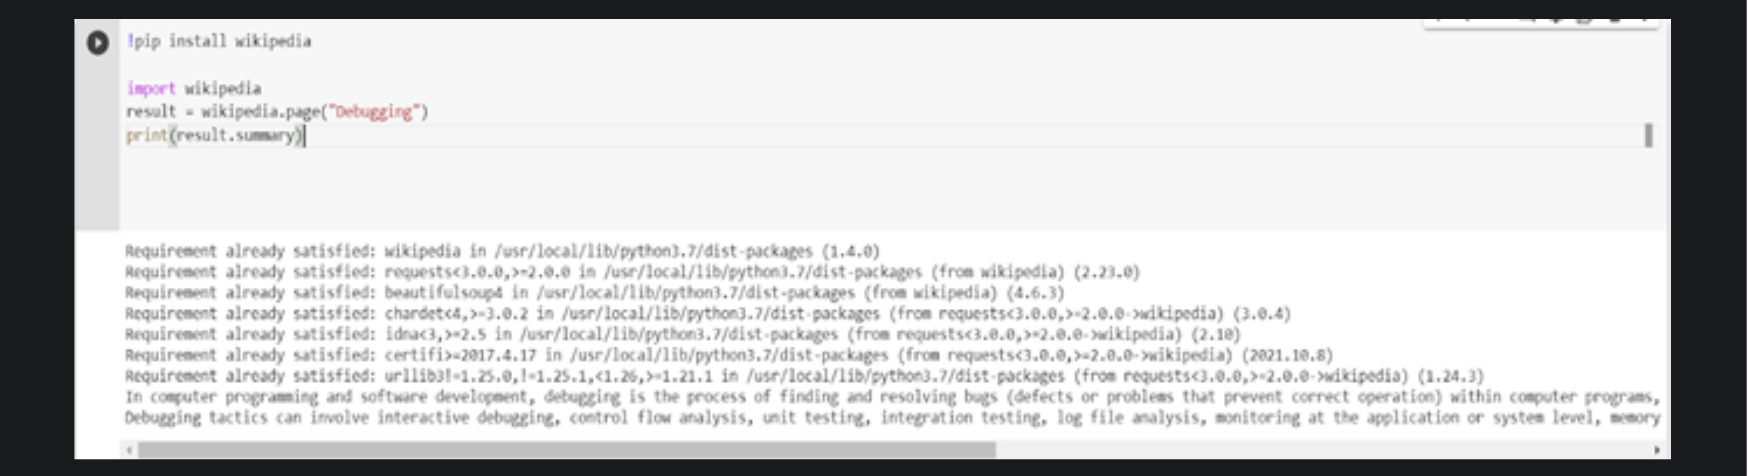 !pip install wikipedia
import wikipedia
result = wikipedia.page("Debugging")
print(result.summary)
Requirement already satisfied: wikipedia in /usr/local/lib/python3.7/dist-packages (1.4.0)
Requirement already satisfied: requests<3.0.0,>=2.0.0 in /usr/local/lib/python3.7/dist-packages (from wikipedia) (2.23.0)
Requirement already satisfied: beautifulsoup4 in /usr/local/lib/python3.7/dist-packages (from wikipedia) (4.6.3)
Requirement already satisfied: chardet<4,>=3.0.2 in /usr/local/lib/python3.7/dist-packages (from requests<3.0.0,>=2.0.0->wikipedia) (3.0.4)
Requirement already satisfied: idna<3,>=2.5 in /usr/local/lib/python3.7/dist-packages (from requests<3.0.0,>=2.0.0->wikipedia) (2.10)
Requirement already satisfied: certifi>=2017.4.17 in /usr/local/lib/python3.7/dist-packages (from requests<3.0.0,>=2.0.0->wikipedia) (2021.10.8)
Requirement already satisfied: urllib3!=1.25.0,!=1.25.1,<1.26,>=1.21.1 in /usr/local/lib/python3.7/dist-packages (from requests<3.0.0,>=2.0.0->wikipedia) (1.24.3)
In computer programming and software development, debugging is the process of finding and resolving bugs (defects or problems that prevent correct operation) within computer programs,
Debugging tactics can involve interactive debugging, control flow analysis, unit testing, integration testing, log file analysis, monitoring at the application or system level, memory